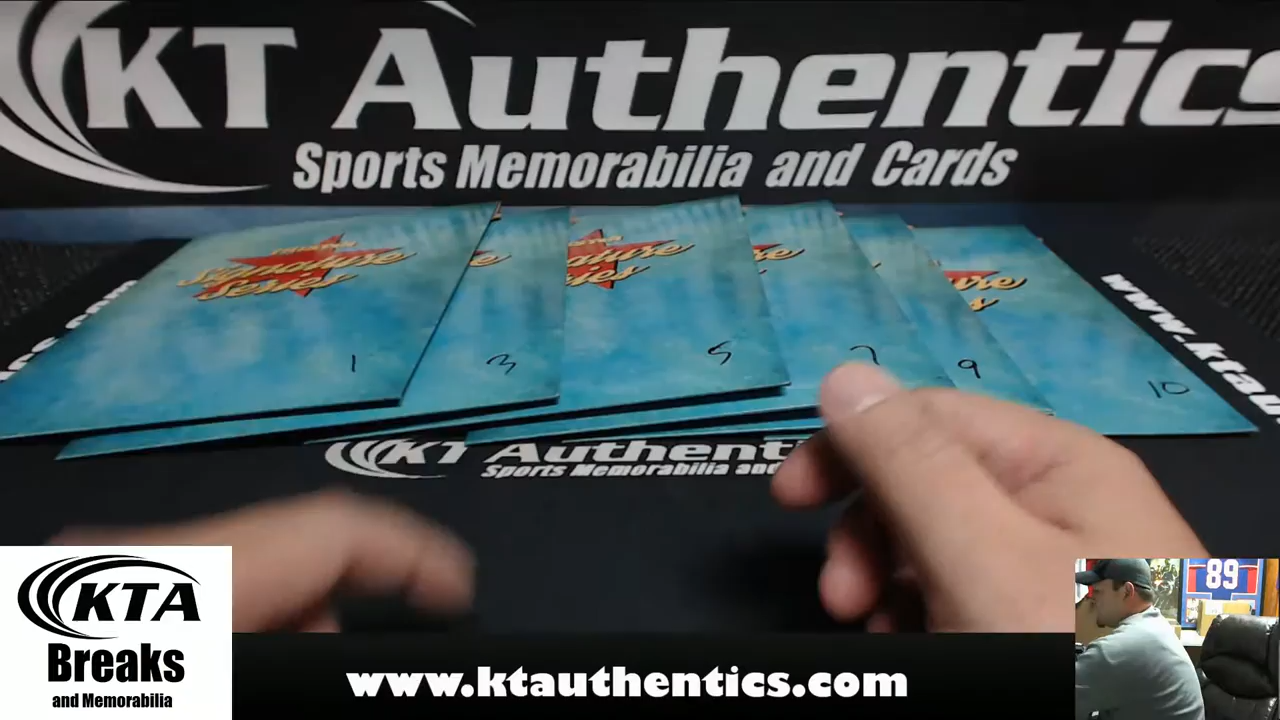 KT Authentics
Sports Memorabilia and Cards
Signature
Series
1
3
5
7
9
10
www.kta
KT Authent
Sports Memorabilia and
89
KTA
Breaks
and Memorabilia
www.ktauthentics.com